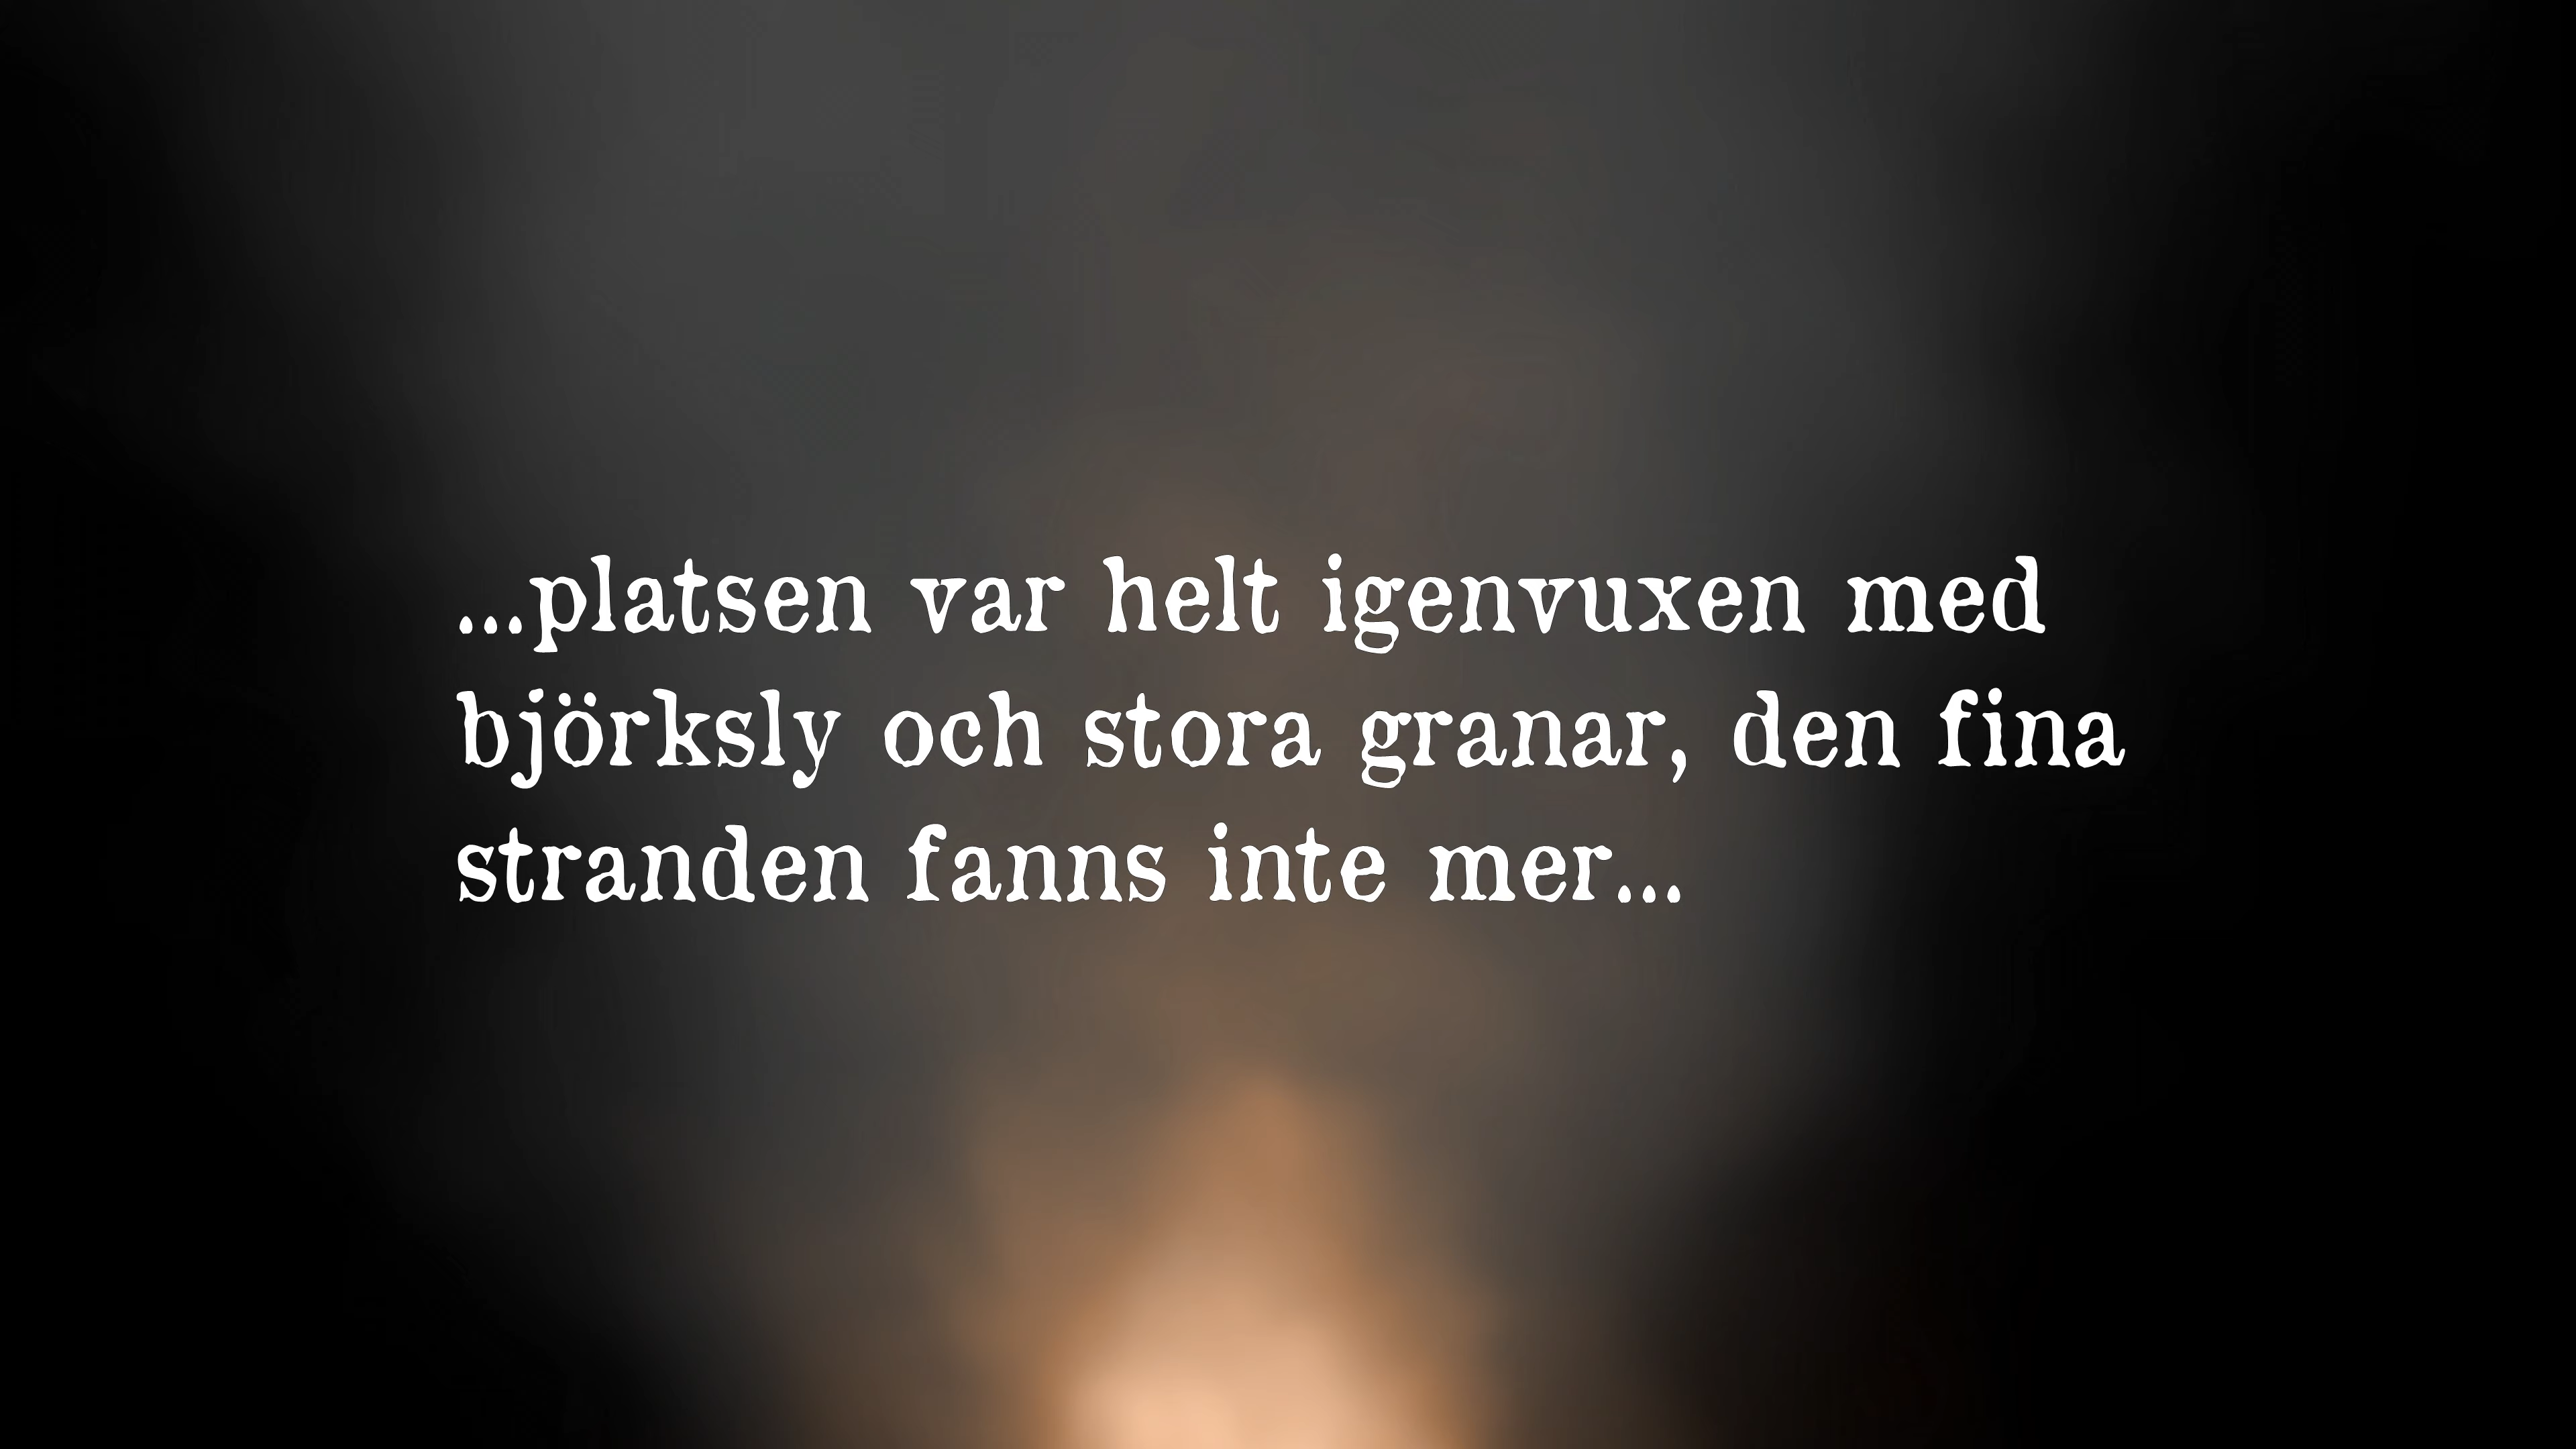 ...platsen var helt igenvuxen med
björksly och stora granar, den fina
stranden fanns inte mer...